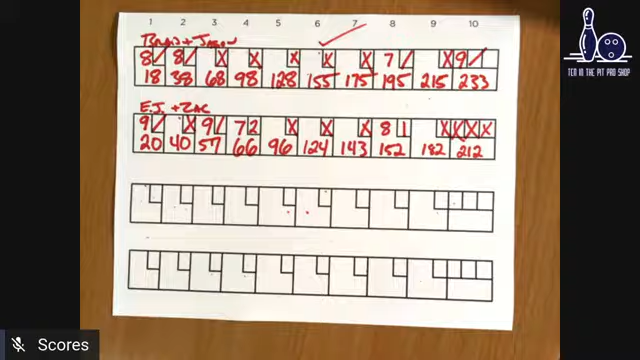 1 2 3 4 5 6 7 8 9 10
Brad + Jason
8 / 8 / X X X X X 7 / X 9 /
18 38 68 98 128 155 175 195 215 233
E.J. + Zac
9 / X 9 / 7 2 X X X 8 1 X X X X
20 40 57 66 96 124 143 152 182 212
TEN IN THE PIT PRO SHOP
Scores